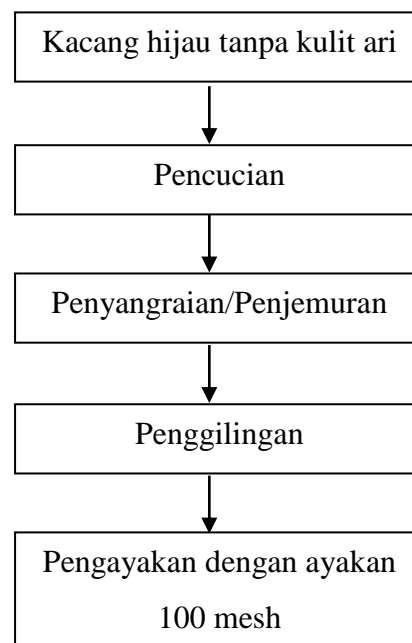 Kacang hijau tanpa kulit ari
Pencucian
Penyangraian/Penjemuran
Penggilingan
Pengayakan dengan ayakan
100 mesh